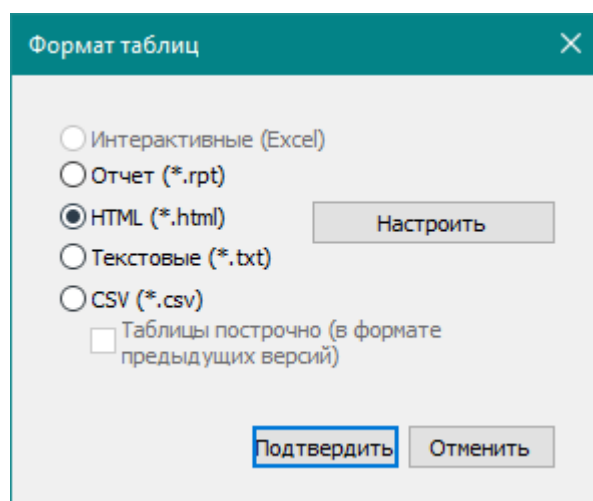 Формат таблиц
Интерактивные (Excel)
Отчет (*.rpt)
HTML (*.html)
Настроить
Текстовые (*.txt)
CSV (*.csv)
Таблицы построчно (в формате
предыдущих версий)
Подтвердить
Отменить